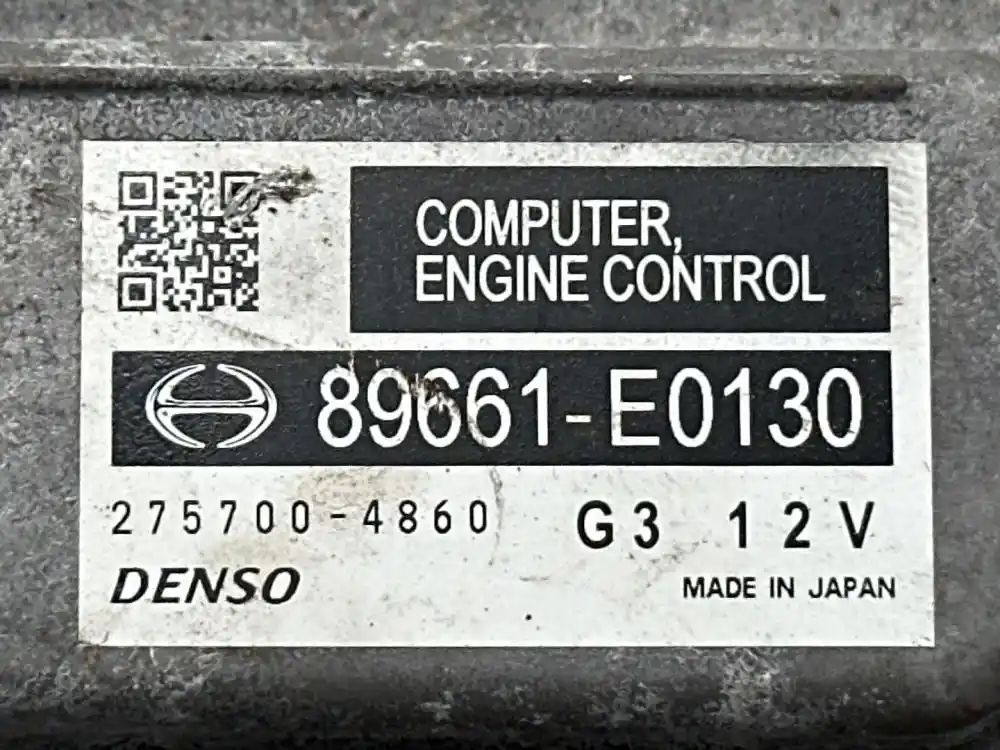 COMPUTER,
ENGINE CONTROL
89661-E0130
275700-4860 G3 12V
DENSO
MADE IN JAPAN